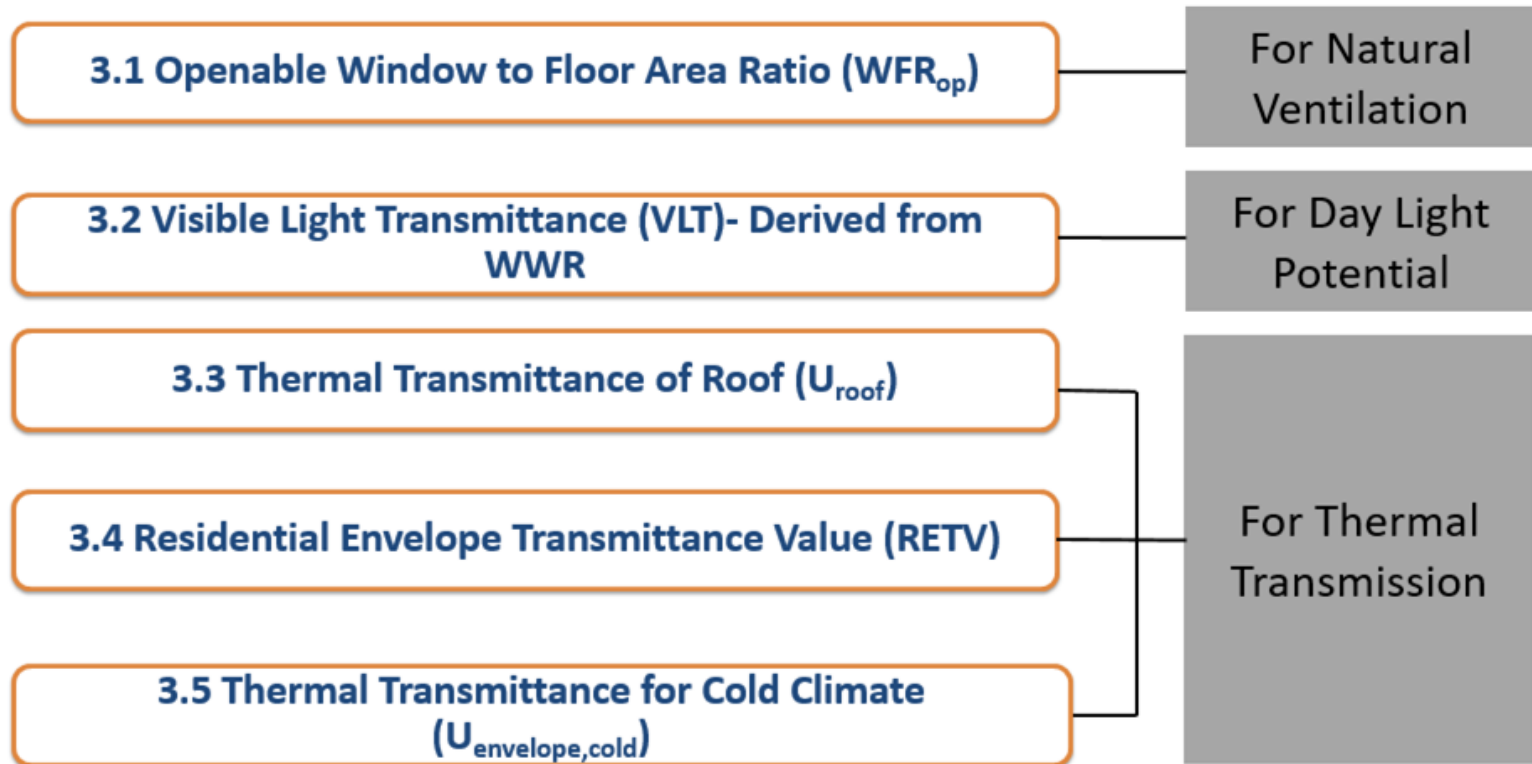 3.1 Openable Window to Floor Area Ratio (WFRop)
For Natural
Ventilation
3.2 Visible Light Transmittance (VLT)- Derived from
WWR
For Day Light
Potential
3.3 Thermal Transmittance of Roof (Uroof)
3.4 Residential Envelope Transmittance Value (RETV)
3.5 Thermal Transmittance for Cold Climate
(Uenvelope,cold)
For Thermal
Transmission